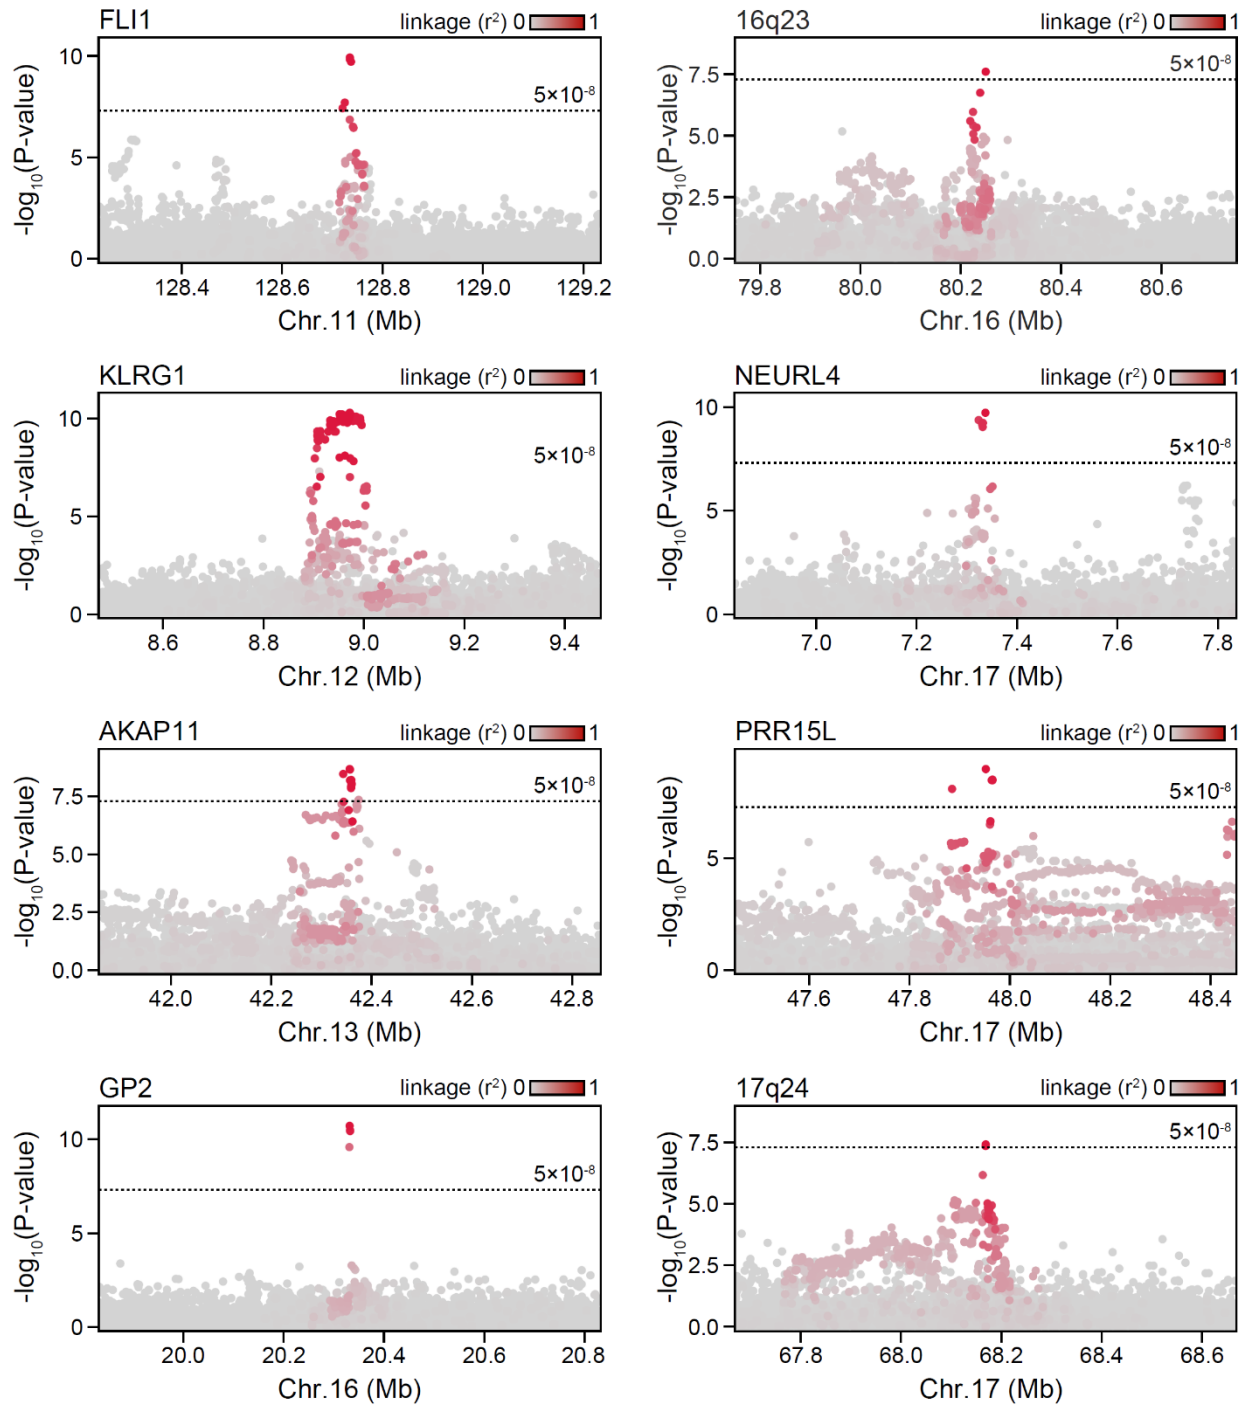 FLI1
linkage (r²) 0 1
10
5
0
5×10⁻⁸
-log₁₀(P-value)
128.4 128.6 128.8 129.0 129.2
Chr.11 (Mb)
16q23
linkage (r²) 0 1
7.5
5.0
2.5
0.0
5×10⁻⁸
-log₁₀(P-value)
79.8 80.0 80.2 80.4 80.6
Chr.16 (Mb)
KLRG1
linkage (r²) 0 1
10
5
0
5×10⁻⁸
-log₁₀(P-value)
8.6 8.8 9.0 9.2 9.4
Chr.12 (Mb)
NEURL4
linkage (r²) 0 1
10
5
0
5×10⁻⁸
-log₁₀(P-value)
7.0 7.2 7.4 7.6 7.8
Chr.17 (Mb)
AKAP11
linkage (r²) 0 1
7.5
5.0
2.5
0.0
5×10⁻⁸
-log₁₀(P-value)
42.0 42.2 42.4 42.6 42.8
Chr.13 (Mb)
PRR15L
linkage (r²) 0 1
5
0
5×10⁻⁸
-log₁₀(P-value)
47.6 47.8 48.0 48.2 48.4
Chr.17 (Mb)
GP2
linkage (r²) 0 1
10
5
0
5×10⁻⁸
-log₁₀(P-value)
20.0 20.2 20.4 20.6 20.8
Chr.16 (Mb)
17q24
linkage (r²) 0 1
7.5
5.0
2.5
0.0
5×10⁻⁸
-log₁₀(P-value)
67.8 68.0 68.2 68.4 68.6
Chr.17 (Mb)